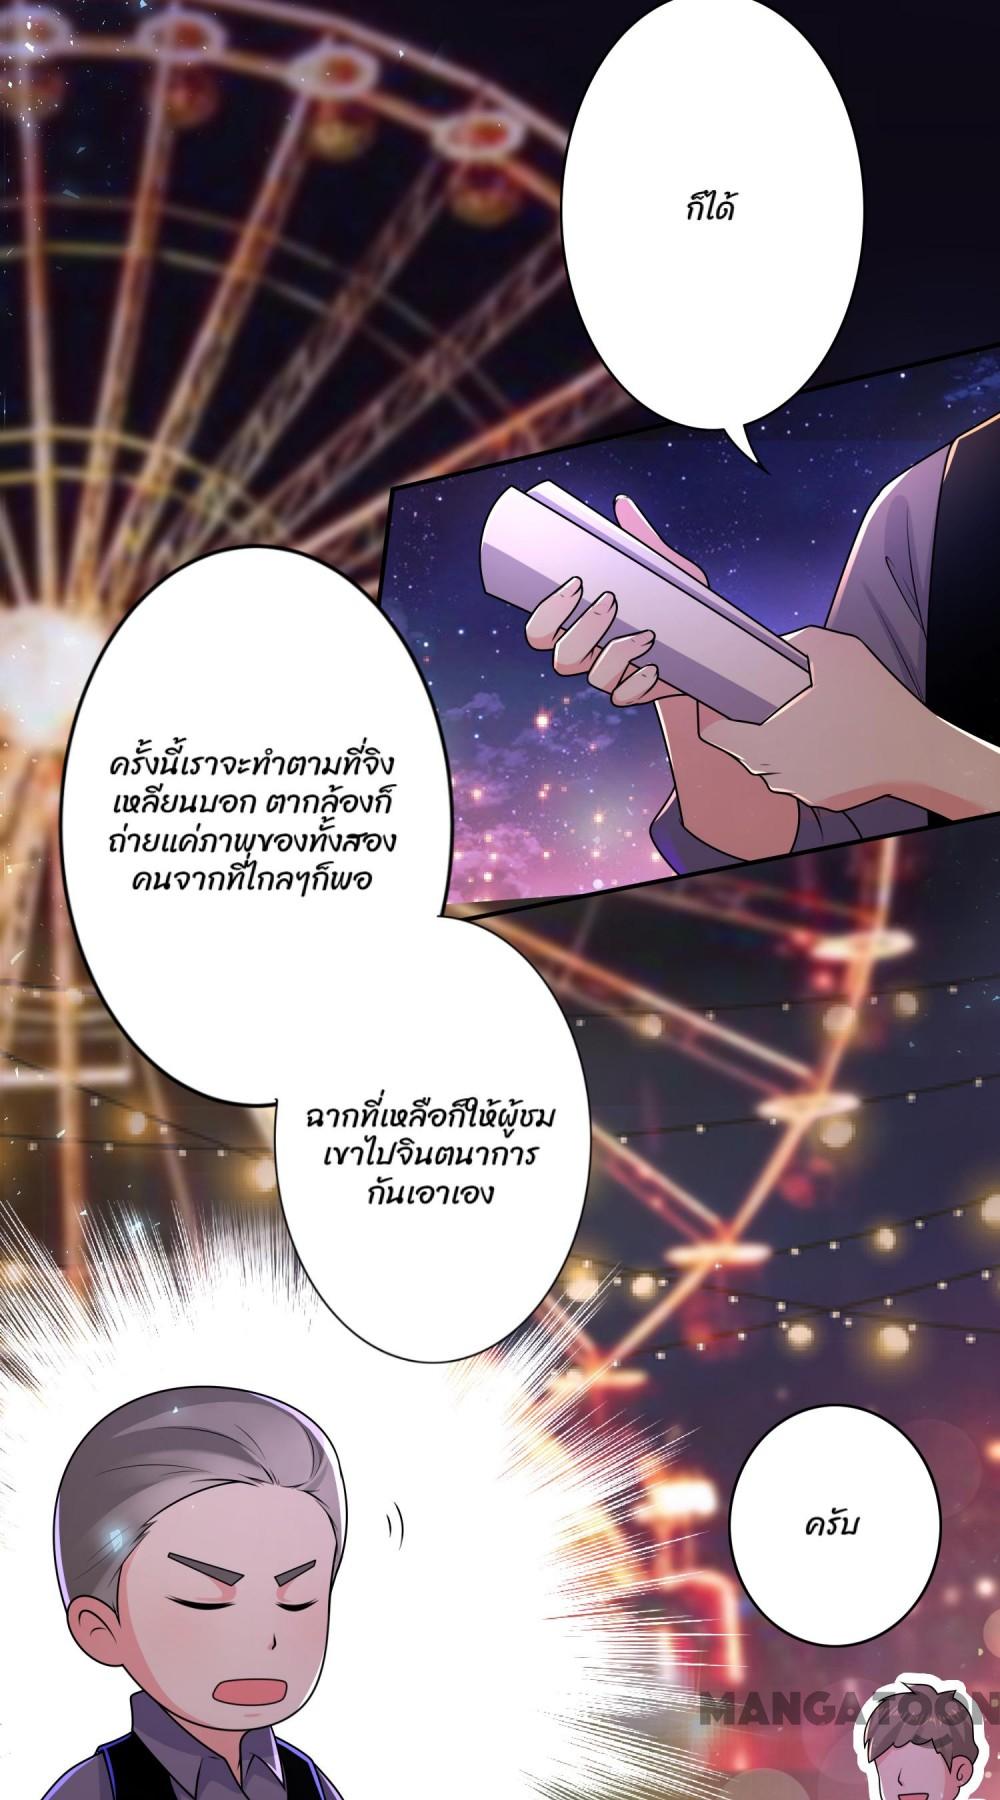 ก็ได้
ครั้งนี้เราจะทำตามที่จิง
เหลียนบอก ตากล้องก็
ถ่ายแค่ภาพของทั้งสอง
คนจากที่ไกลๆก็พอ
ฉากที่เหลือก็ให้ผู้ชม
เขาไปจินตนาการ
กันเอาเอง
ครับ
MANGATOON